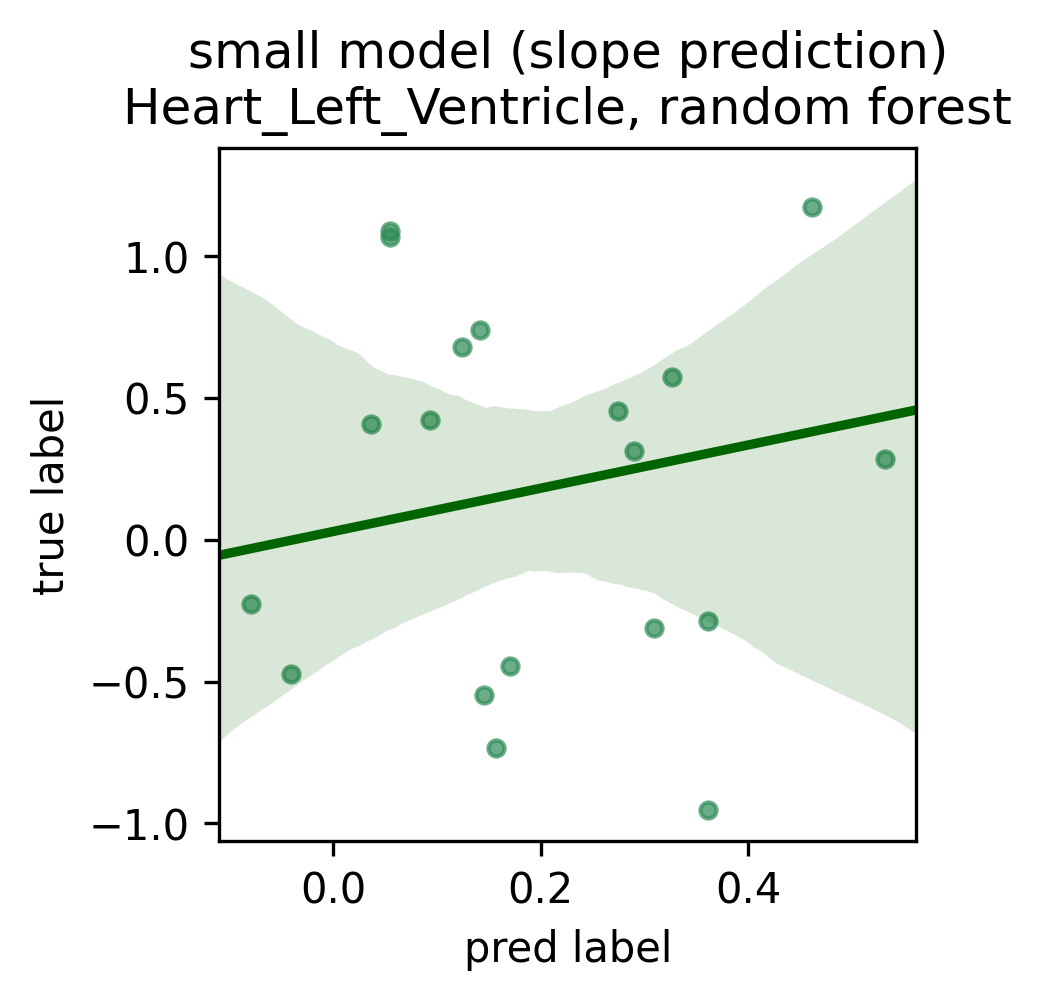 small model (slope prediction)
Heart_Left_Ventricle, random forest
1.0
0.5
0.0
−0.5
−1.0
true label
0.0
0.2
0.4
pred label